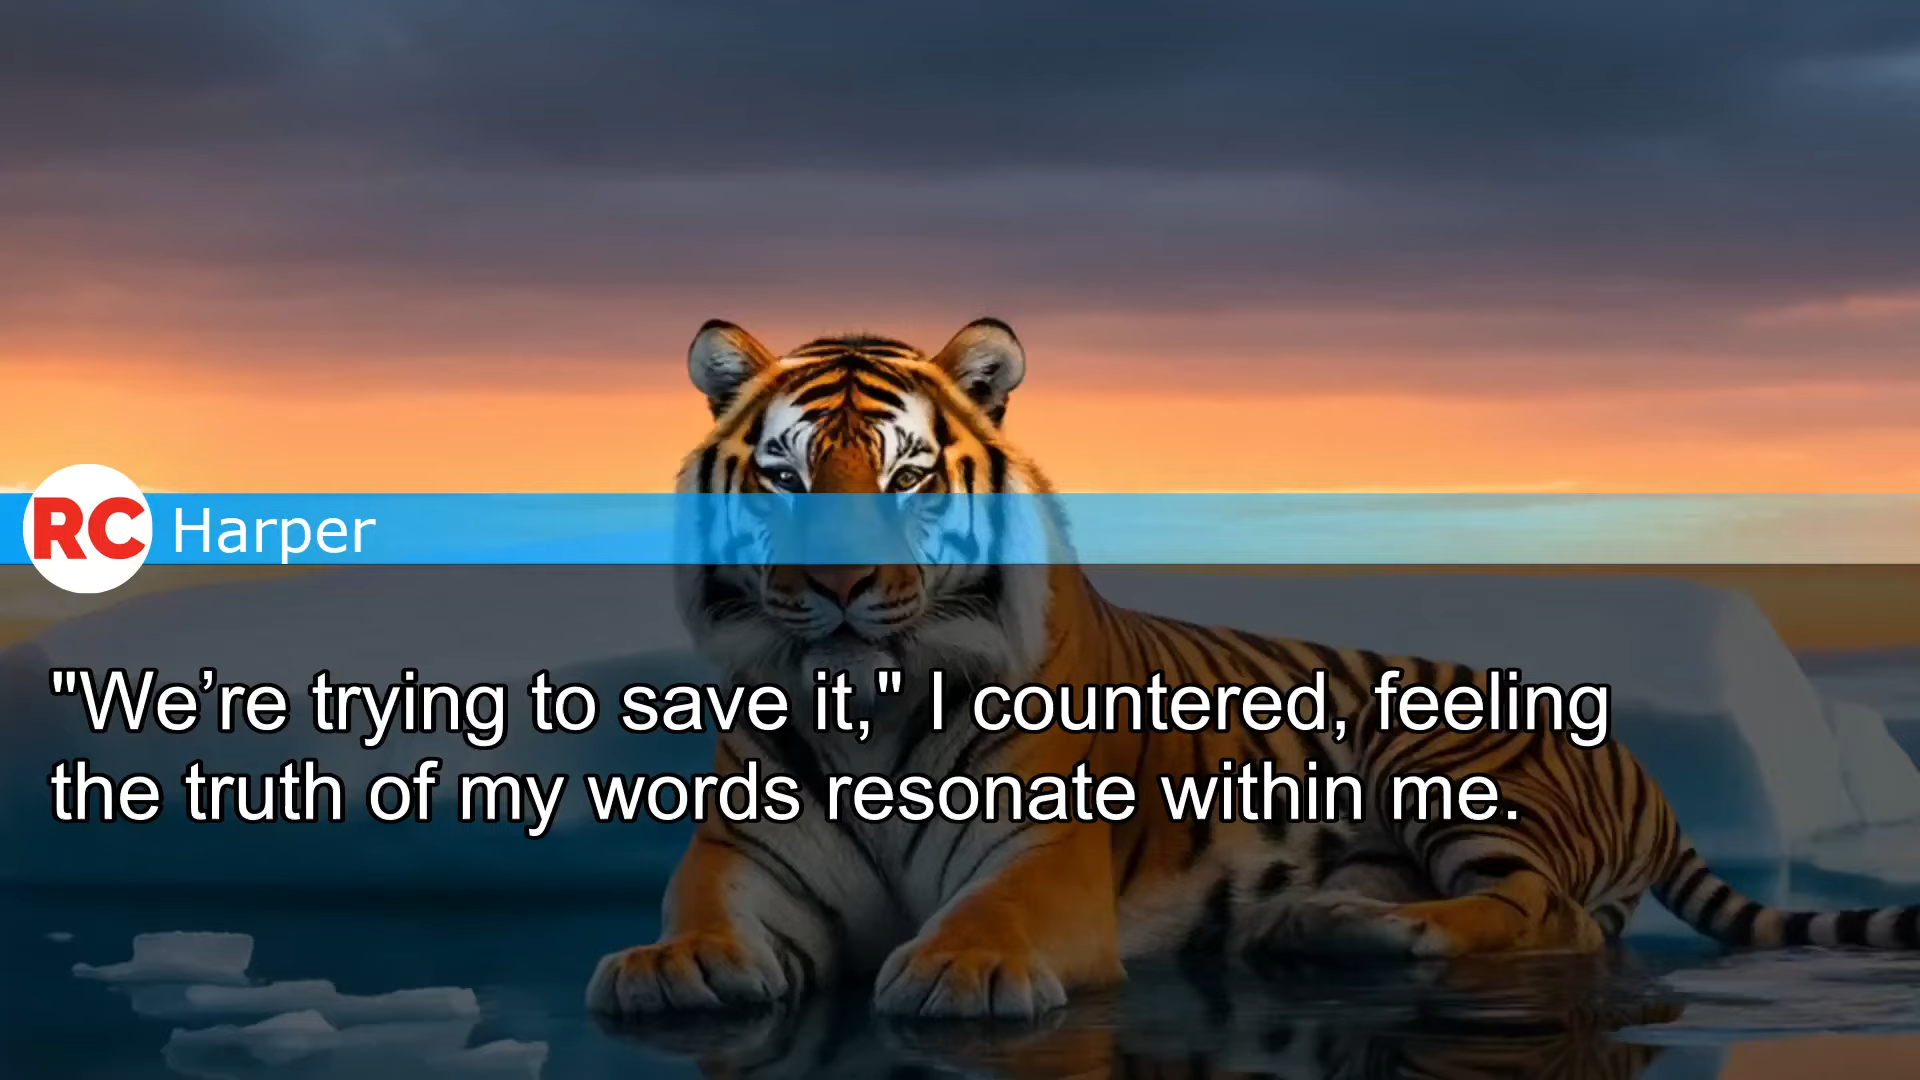 RC Harper
"We’re trying to save it," I countered, feeling
the truth of my words resonate within me.